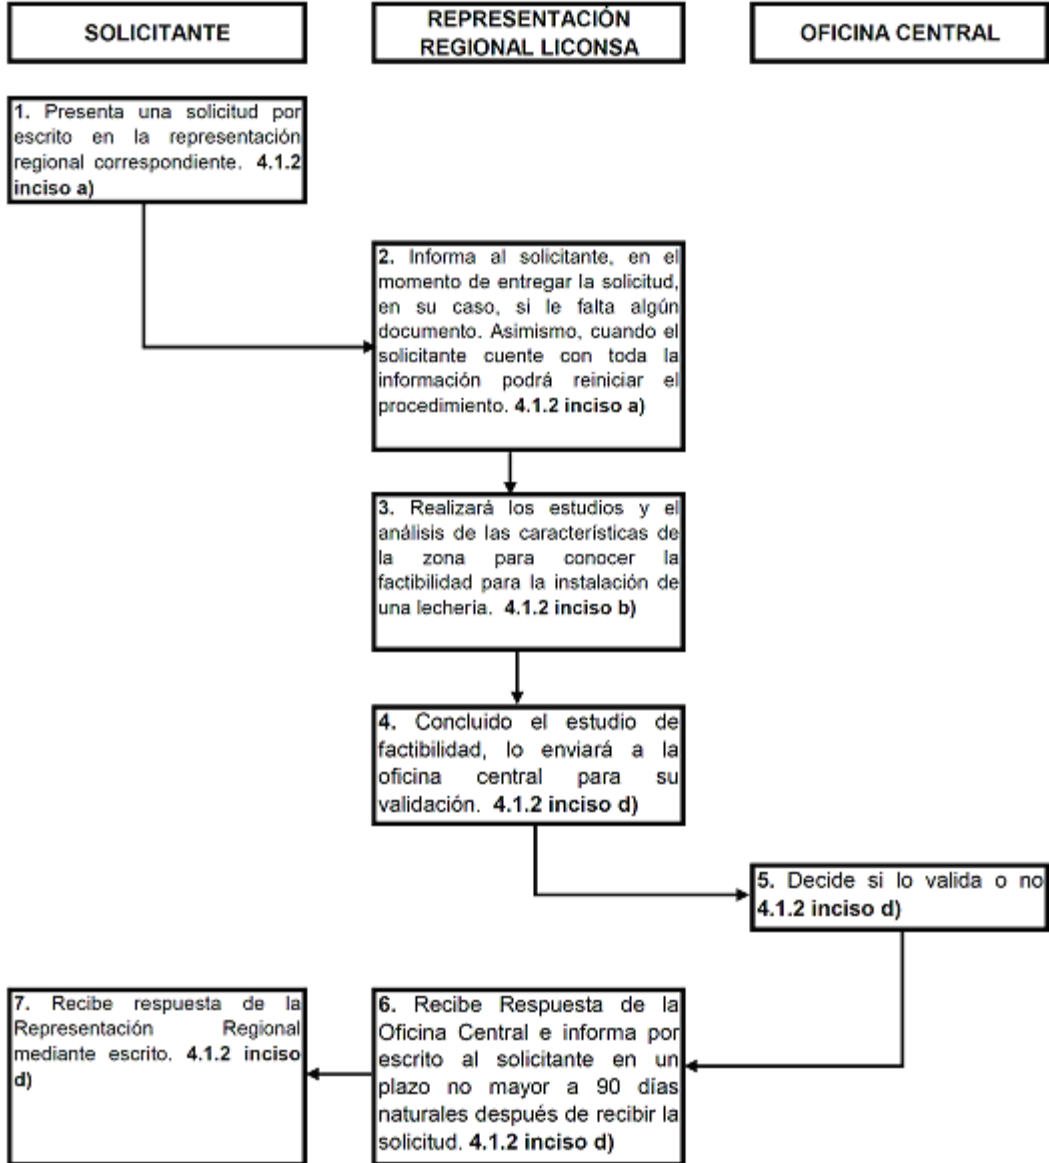 SOLICITANTE
REPRESENTACIÓN
REGIONAL LICONSA
OFICINA CENTRAL
1. Presenta una solicitud por
escrito en la representación
regional correspondiente. 4.1.2
inciso a)
2. Informa al solicitante, en el
momento de entregar la solicitud,
en su caso, si le falta algún
documento. Asimismo, cuando el
solicitante cuente con toda la
información podrá reiniciar el
procedimiento. 4.1.2 inciso a)
3. Realizará los estudios y el
análisis de las características de
la zona para conocer la
factibilidad para la instalación de
una lechería. 4.1.2 inciso b)
4. Concluido el estudio de
factibilidad, lo enviará a la
oficina central para su
validación. 4.1.2 inciso d)
5. Decide si lo valida o no
4.1.2 inciso d)
6. Recibe Respuesta de la
Oficina Central e informa por
escrito al solicitante en un
plazo no mayor a 90 días
naturales después de recibir la
solicitud. 4.1.2 inciso d)
7. Recibe respuesta de la
Representación Regional
mediante escrito. 4.1.2 inciso
d)